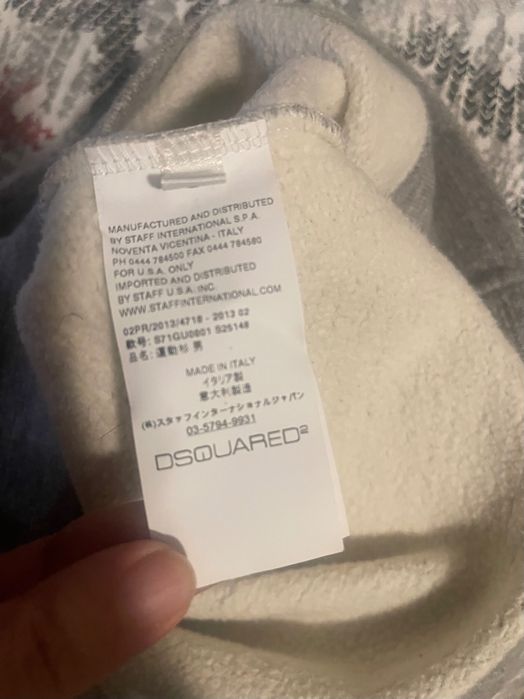 MANUFACTURED AND DISTRIBUTED
BY STAFF INTERNATIONAL S.P.A.
NOVENTA VICENTINA - ITALY
PH 0444 784500 FAX 0444 784580
FOR U.S.A. ONLY
IMPORTED AND DISTRIBUTED
BY STAFF U.S.A. INC.
WWW.STAFFINTERNATIONAL.COM
02PR/2013/4718 - 2013 02
款号: S71GU0801 S25148
品名: 運動衫 男
MADE IN ITALY
イタリア製
意大利製造
(株)スタッフインターナショナルジャパン
03-5794-9931
DSQUARED²